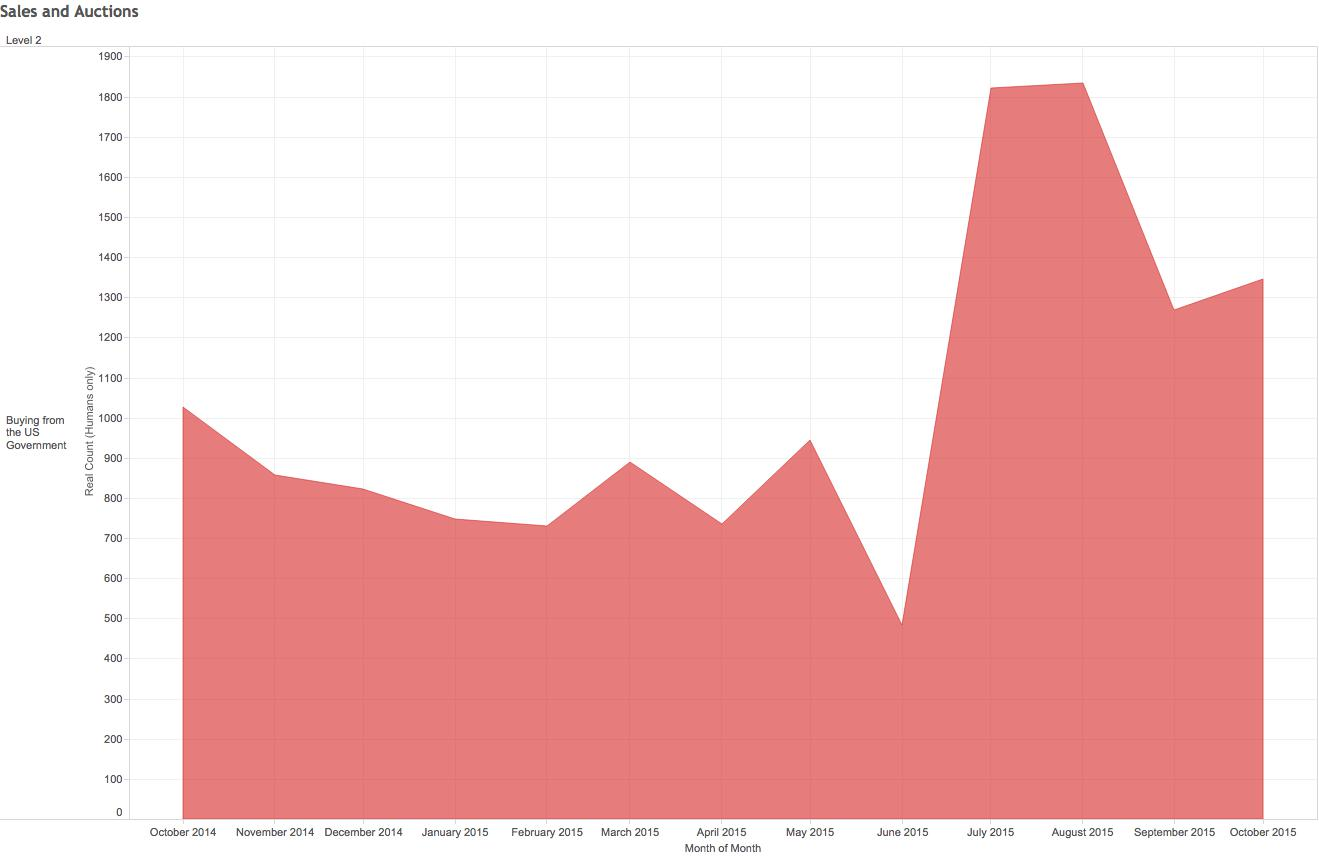 Sales and Auctions
Level 2
1900
1800
1700
1600
1500
1400
1300
1200
1100
1000
900
800
700
600
500
400
300
200
100
0
Real Count (Humans only)
Buying from
the US
Government
October 2014 November 2014 December 2014 January 2015 February 2015 March 2015 April 2015 May 2015 June 2015 July 2015 August 2015 September 2015 October 2015
Month of Month